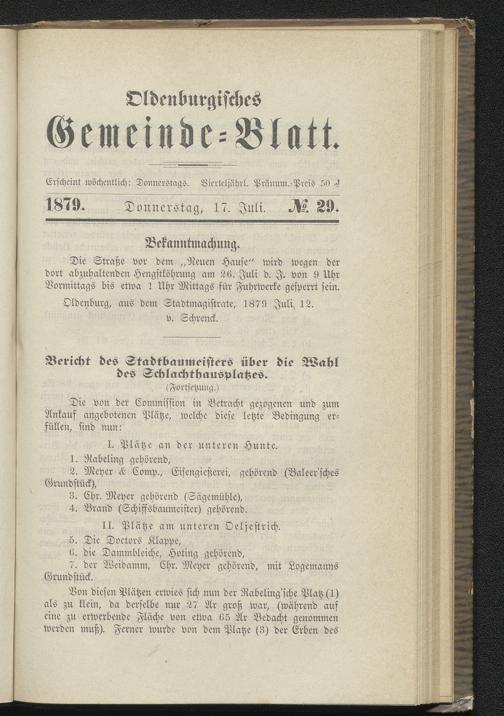 Oldenburgisches
Gemeinde=Blatt.
Erscheint wöchentlich: Donnerstags. Vierteljährl. Pränum.=Preis 50 ₰
1879. Donnerstag, 17. Juli. № 29.
Bekanntmachung.
Die Straße vor dem „Neuen Hause“ wird wegen der
dort abzuhaltenden Hengstköhrung am 26. Juli d. J. von 9 Uhr
Vormittags bis etwa 1 Uhr Mittags für Fuhrwerke gesperrt sein.
Oldenburg, aus dem Stadtmagistrate, 1879 Juli 12.
v. Schrenck.
Bericht des Stadtbaumeisters über die Wahl
des Schlachthausplatzes.
(Fortsetzung.)
Die von der Commission in Betracht gezogenen und zum
Ankauf angebotenen Plätze, welche diese letzte Bedingung er=
füllen, sind nun:
I. Plätze an der unteren Hunte.
1. Rabeling gehörend,
2. Meyer & Comp., Eisengießerei, gehörend (Baleer'sches
Grundstück),
3. Chr. Meyer gehörend (Sägemühle),
4. Brand (Schiffsbaumeister) gehörend.
II. Plätze am unteren Oeljestrich.
5. Die Doctors Klappe,
6. die Dammbleiche, Hoting gehörend,
7. der Weidamm, Chr. Meyer gehörend, mit Logemanns
Grundstück.
Von diesen Plätzen erwies sich nun der Rabeling'sche Platz (1)
als zu klein, da derselbe nur 27 Ar groß war, (während auf
eine zu erwerbende Fläche von etwa 65 Ar Bedacht genommen
werden muß). Ferner wurde von dem Platze (3) der Erben des